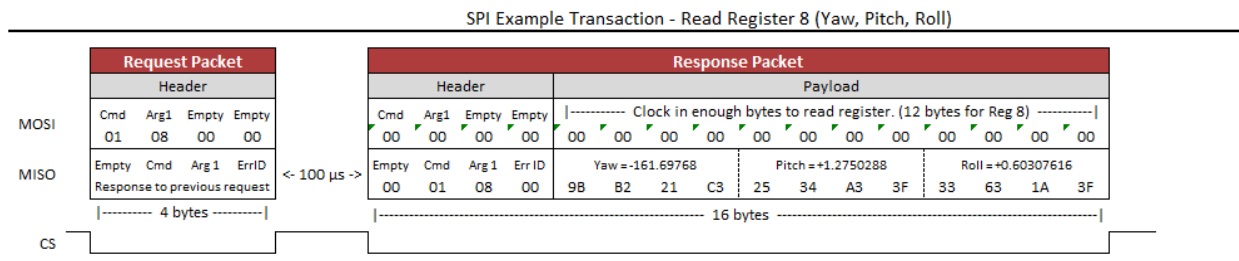 SPI Example Transaction - Read Register 8 (Yaw, Pitch, Roll)
Request Packet
Response Packet
Header
Header
Payload
MOSI
Cmd Arg1 Empty Empty
01 08 00 00
Cmd Arg1 Empty Empty
00 00 00 00
|----------- Clock in enough bytes to read register. (12 bytes for Reg 8) -----------|
00 00 00 00 00 00 00 00 00 00 00 00
MISO
Empty Cmd Arg 1 ErrID
Response to previous request
<- 100 µs ->
Empty Cmd Arg 1 Err ID
00 01 08 00
Yaw =-161.69768
9B B2 21 C3
Pitch =+1.2750288
25 34 A3 3F
Roll =+0.60307616
33 63 1A 3F
|---------- 4 bytes ----------|
|---------- 16 bytes ----------|
CS